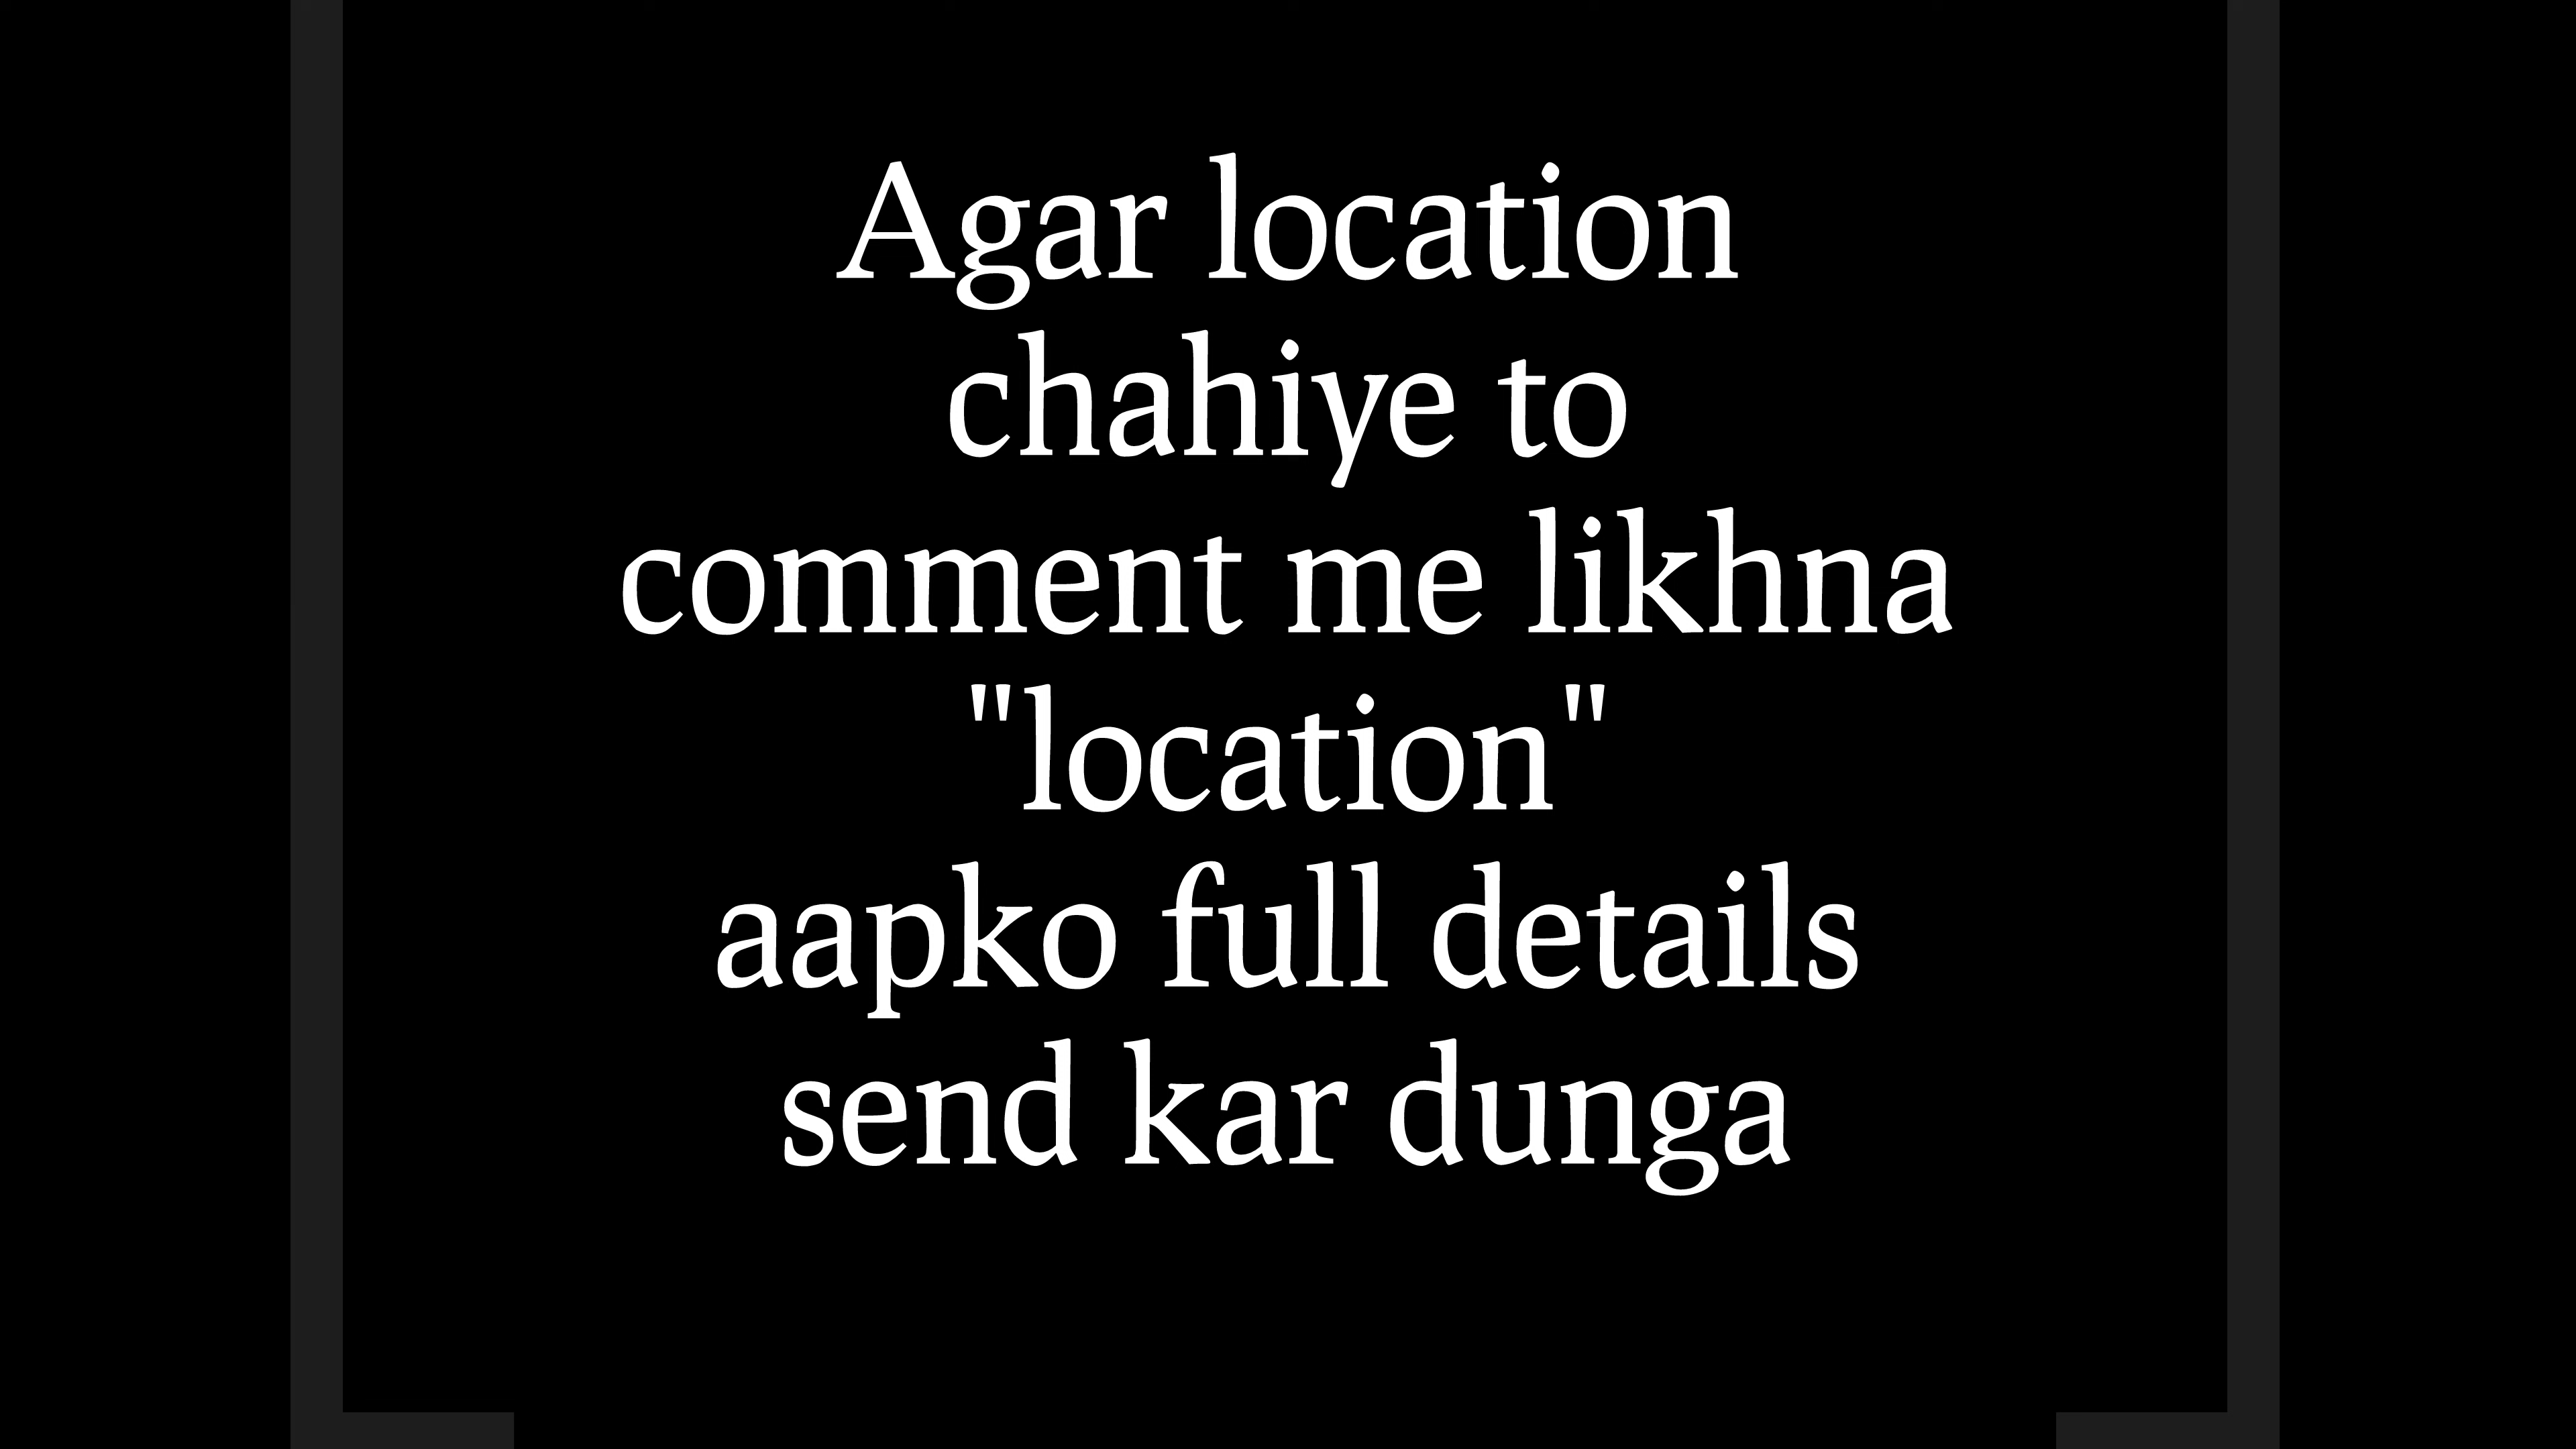 Agar location
chahiye to
comment me likhna
"location"
aapko full details
send kar dunga